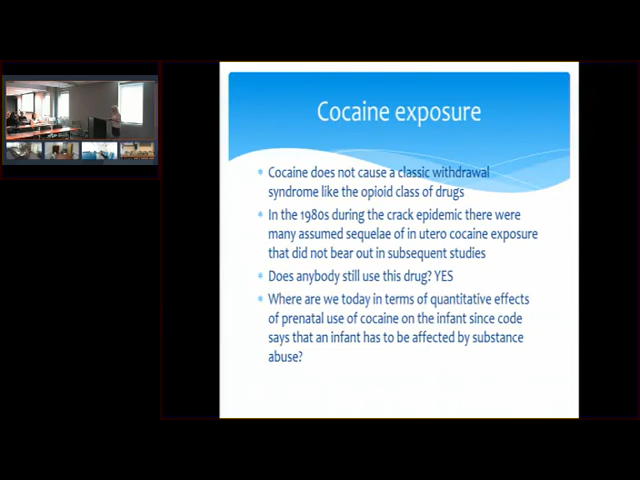 Cocaine exposure
* Cocaine does not cause a classic withdrawal
syndrome like the opioid class of drugs
* In the 1980s during the crack epidemic there were
many assumed sequelae of in utero cocaine exposure
that did not bear out in subsequent studies
* Does anybody still use this drug? YES
* Where are we today in terms of quantitative effects
of prenatal use of cocaine on the infant since code
says that an infant has to be affected by substance
abuse?